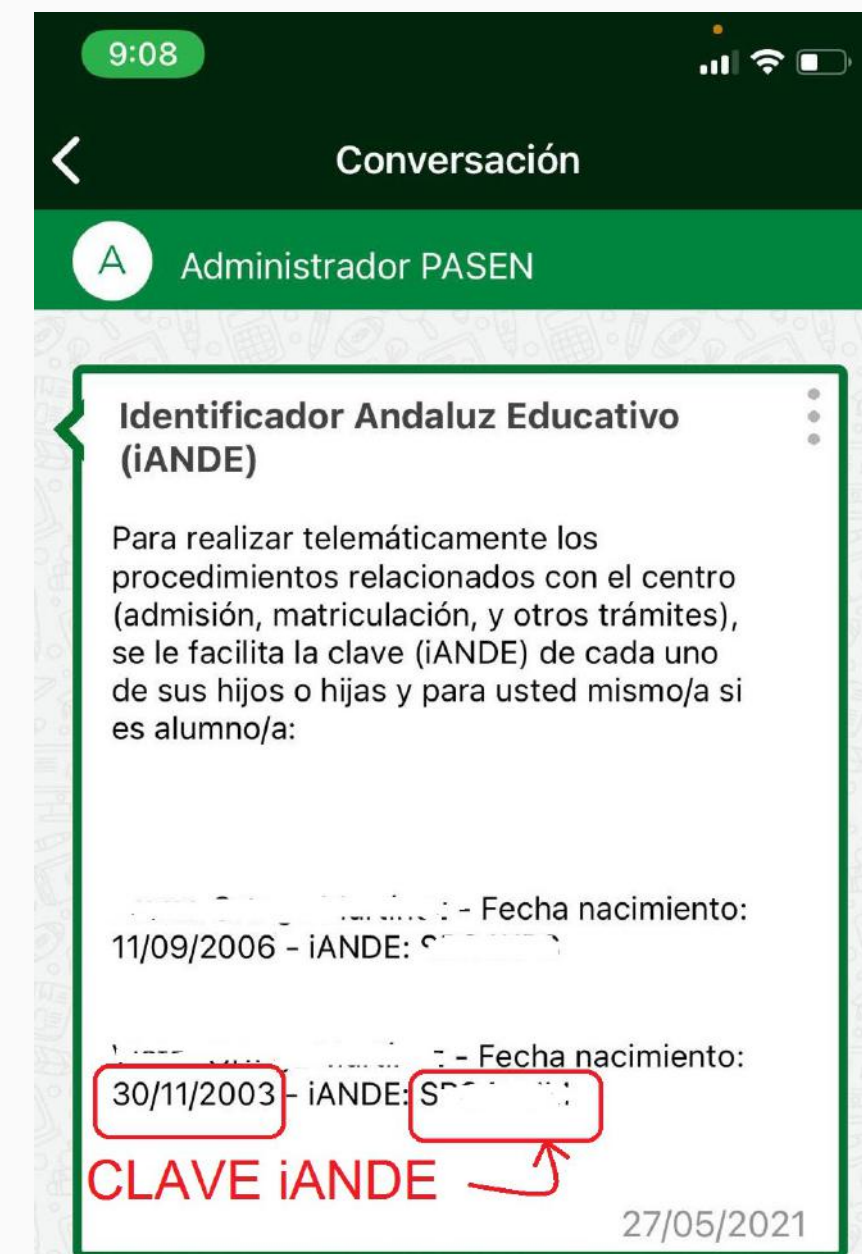 9:08
Conversación
A Administrador PASEN
Identificador Andaluz Educativo
(iANDE)
Para realizar telemáticamente los
procedimientos relacionados con el centro
(admisión, matriculación, y otros trámites),
se le facilita la clave (iANDE) de cada uno
de sus hijos o hijas y para usted mismo/a si
es alumno/a:
- Fecha nacimiento:
11/09/2006 - iANDE:
- Fecha nacimiento:
30/11/2003 - iANDE:
CLAVE iANDE
27/05/2021